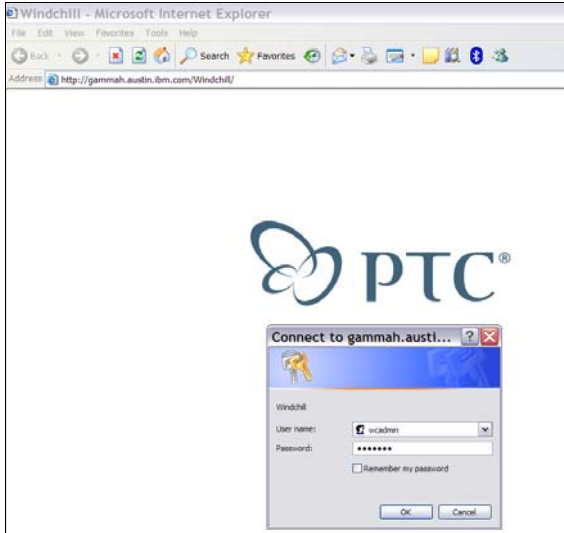 Windchill - Microsoft Internet Explorer
File Edit View Favorites Tools Help
Back Search Favorites
Address http://gammah.austin.ibm.com/Windchill/
PTC®
Connect to gammah.austi...
Windchill
User name: wcadmin
Password: •••••••
Remember my password
OK Cancel